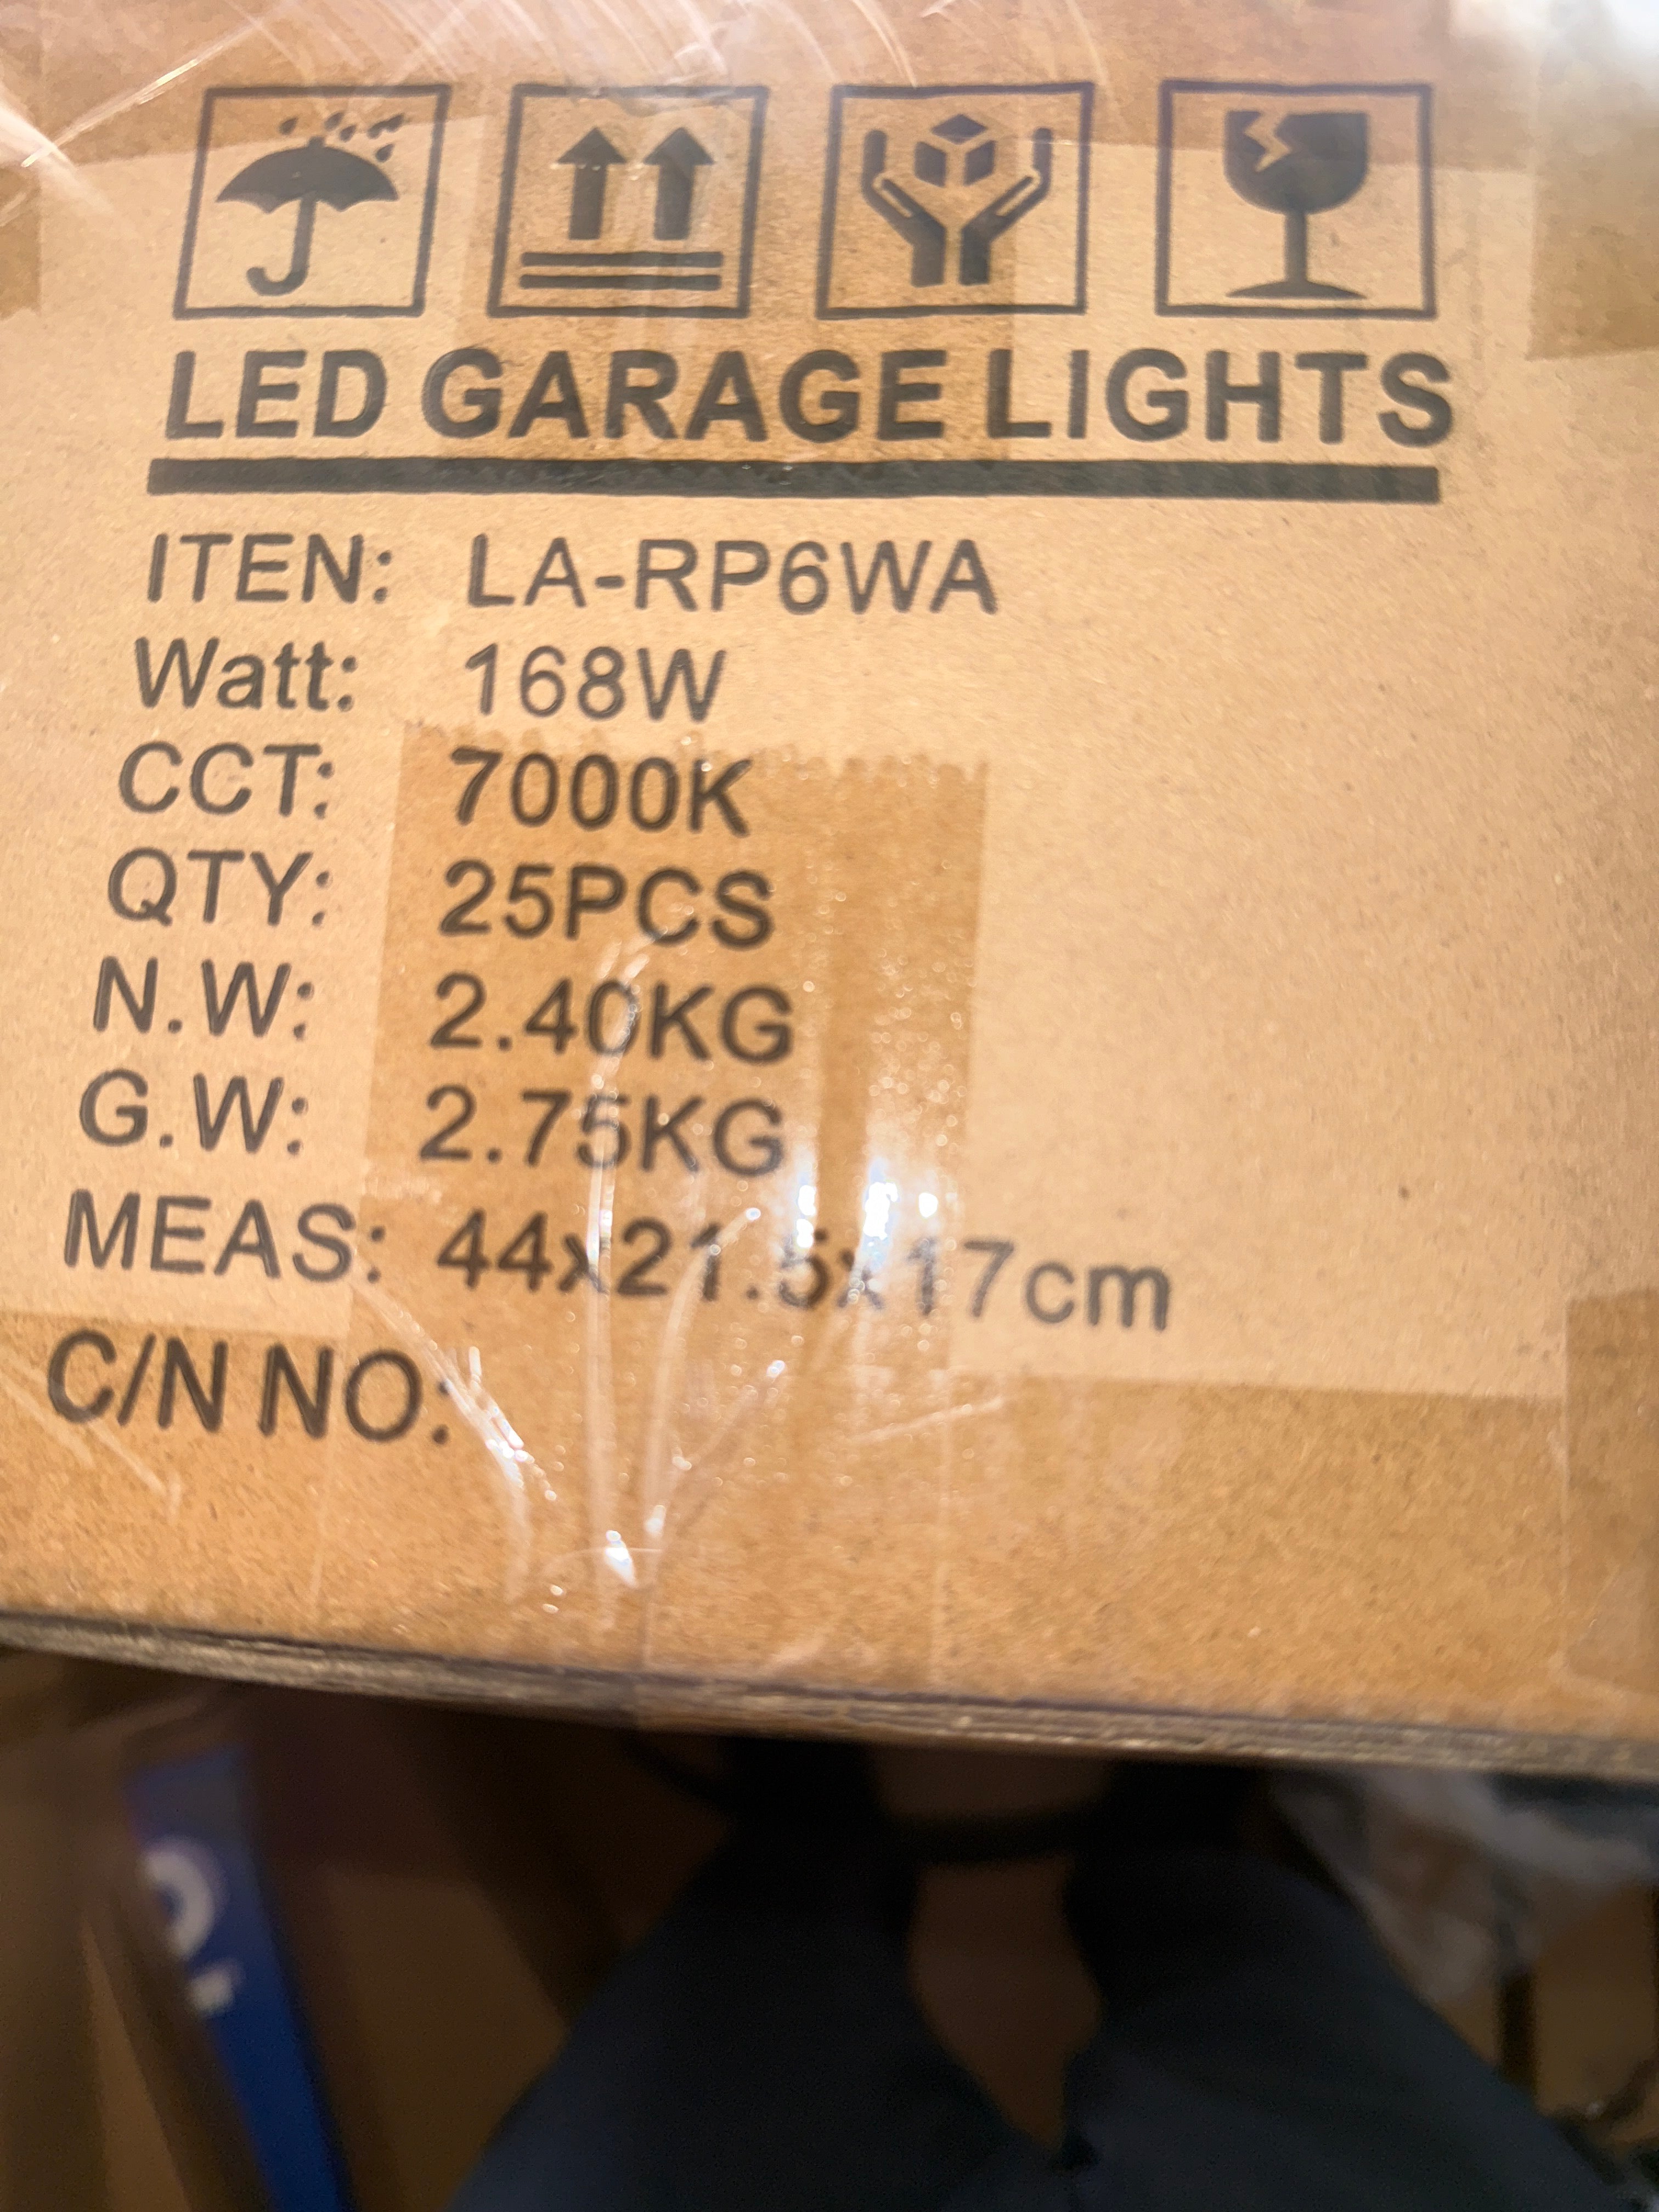 LED GARAGE LIGHTS
ITEN: LA-RP6WA
Watt: 168W
CCT: 7000K
QTY: 25PCS
N.W: 2.40KG
G.W: 2.75KG
MEAS: 44x21.5x17cm
C/N NO: